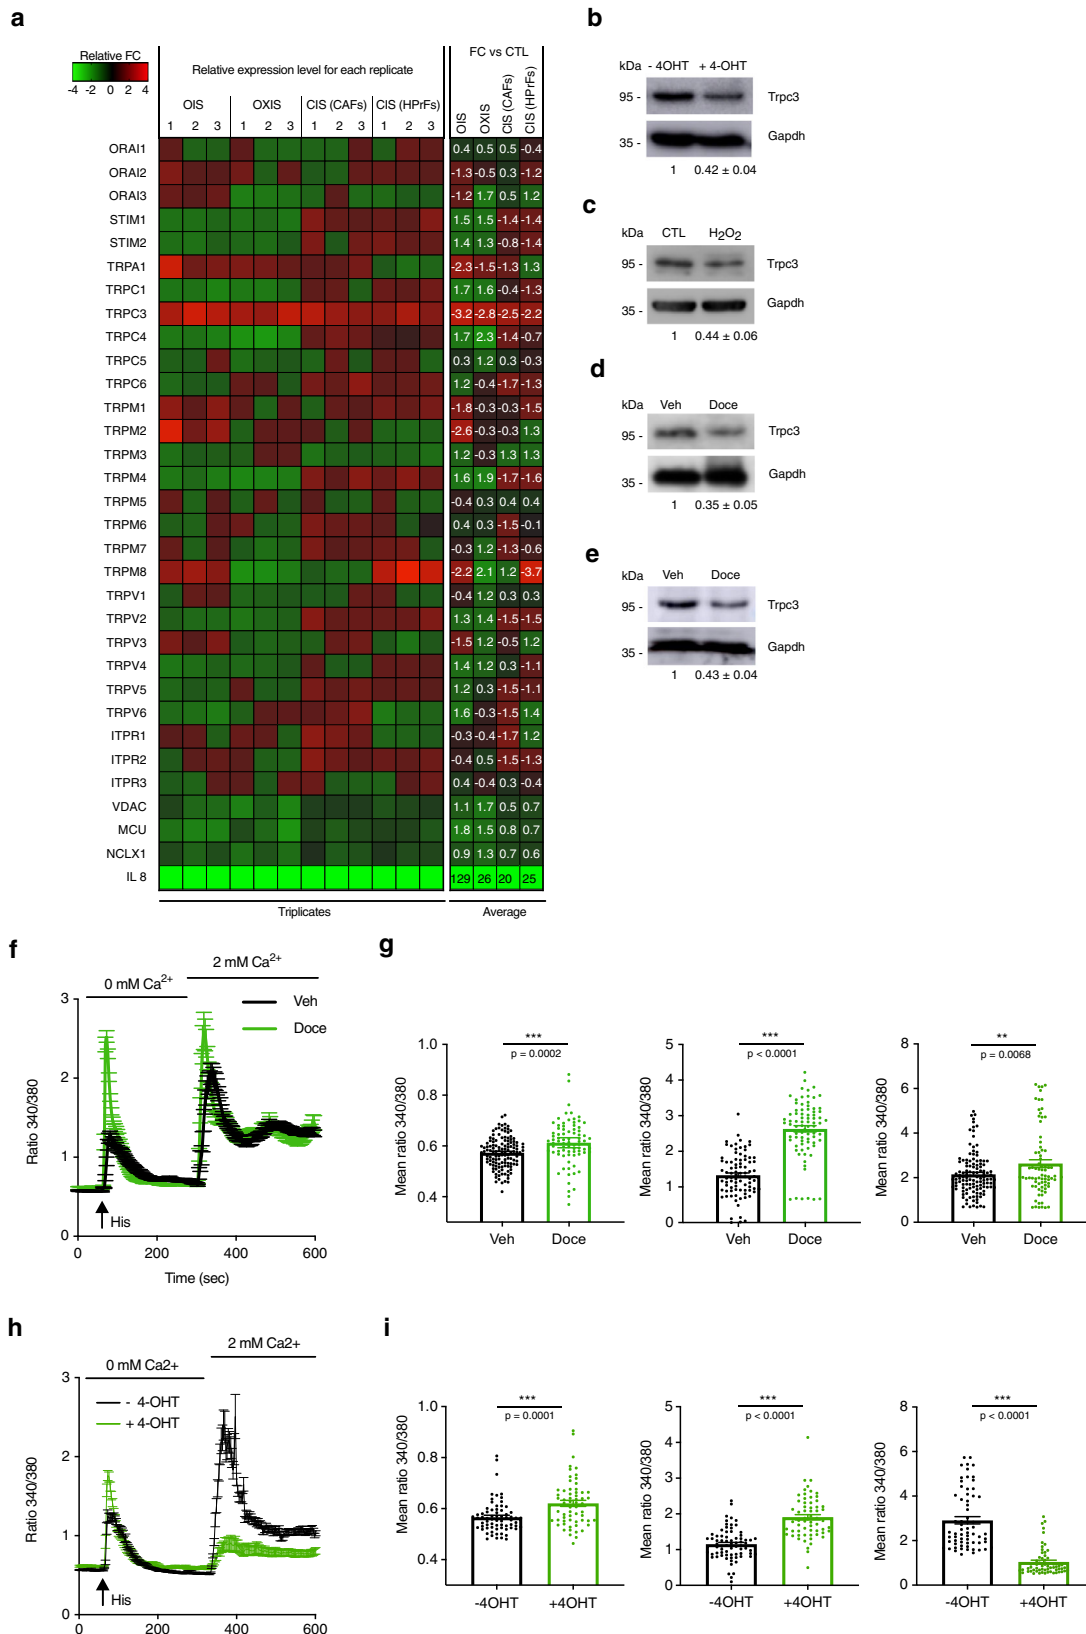 a
Relative FC
-4 -2 0 2 4
Relative expression level for each replicate
FC vs CTL
OIS OXIS CIS (CAFs) CIS (HPrFs)
1 2 3 1 2 3 1 2 3 1 2 3
OIS OXIS CIS (CAFs) CIS (HPrFs)
ORAI1 0.4 0.5 0.5 -0.4
ORAI2 -1.3 -0.5 0.3 -1.2
ORAI3 -1.2 1.7 0.5 1.2
STIM1 1.5 1.5 -1.4 -1.4
STIM2 1.4 1.3 -0.8 -1.4
TRPA1 -2.3 -1.5 -1.3 1.3
TRPC1 1.7 1.6 -0.4 -1.3
TRPC3 -3.2 -2.8 -2.5 -2.2
TRPC4 1.7 2.3 -1.4 -0.7
TRPC5 0.3 1.2 0.3 -0.3
TRPC6 1.2 -0.4 -1.7 -1.3
TRPM1 -1.8 -0.3 -0.3 -1.5
TRPM2 -2.6 -0.3 -0.3 1.3
TRPM3 1.2 -0.3 1.3 1.3
TRPM4 1.6 1.9 -1.7 -1.6
TRPM5 -0.4 0.3 0.4 0.4
TRPM6 0.4 0.3 -1.5 -0.1
TRPM7 -0.3 1.2 -1.3 -0.6
TRPM8 -2.2 2.1 1.2 -3.7
TRPV1 -0.4 1.2 0.3 0.3
TRPV2 1.3 1.4 -1.5 -1.5
TRPV3 -1.5 1.2 -0.5 1.2
TRPV4 1.4 1.2 0.3 -1.1
TRPV5 1.2 0.3 -1.5 -1.1
TRPV6 1.6 -0.3 -1.5 1.4
ITPR1 -0.3 -0.4 -1.7 1.2
ITPR2 -0.4 0.5 -1.5 -1.3
ITPR3 0.4 -0.4 0.3 -0.4
VDAC 1.1 1.7 0.5 0.7
MCU 1.8 1.5 0.8 0.7
NCLX1 0.9 1.3 0.7 0.6
IL 8 129 26 20 25
Triplicates Average
b
kDa - 4OHT + 4-OHT
95 - Trpc3
35 - Gapdh
1 0.42 ± 0.04
c
kDa CTL H2O2
95 - Trpc3
35 - Gapdh
1 0.44 ± 0.06
d
kDa Veh Doce
95 - Trpc3
35 - Gapdh
1 0.35 ± 0.05
e
kDa Veh Doce
95 - Trpc3
35 - Gapdh
1 0.43 ± 0.04
f
2 mM Ca2+
0 mM Ca2+
Veh
Doce
Ratio 340/380
3
2
1
0
His
0 200 400 600
Time (sec)
g
Mean ratio 340/380
1.0
0.8
0.6
0.4
***
p = 0.0002
Veh Doce
Mean ratio 340/380
5
4
3
2
1
0
***
p < 0.0001
Veh Doce
Mean ratio 340/380
8
6
4
2
0
**
p = 0.0068
Veh Doce
h
2 mM Ca2+
0 mM Ca2+
- 4-OHT
+ 4-OHT
Ratio 340/380
3
2
1
0
His
0 200 400 600
i
Mean ratio 340/380
1.0
0.8
0.6
0.4
***
p = 0.0001
-4OHT +4OHT
Mean ratio 340/380
5
4
3
2
1
0
***
p < 0.0001
-4OHT +4OHT
Mean ratio 340/380
8
6
4
2
0
***
p < 0.0001
-4OHT +4OHT